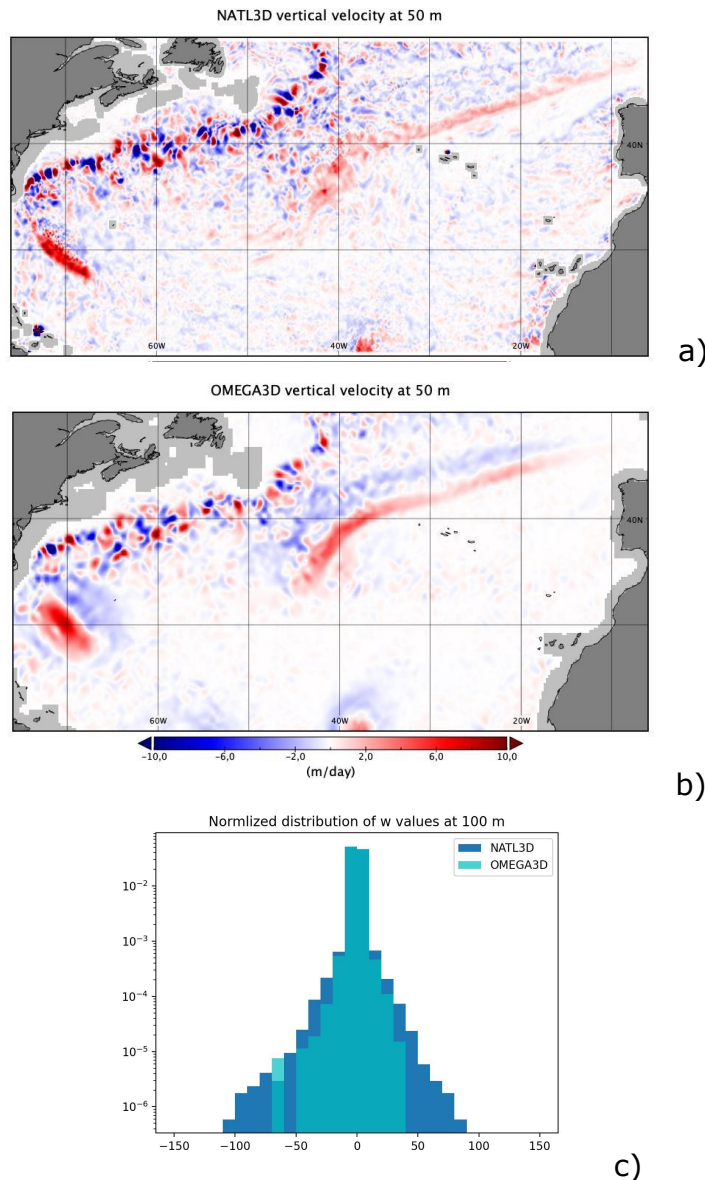 NATL3D vertical velocity at 50 m
40N
60W
40W
20W
a)
OMEGA3D vertical velocity at 50 m
40N
60W
40W
20W
-10,0 -6,0 -2,0 2,0 6,0 10,0
(m/day)
b)
Normlized distribution of w values at 100 m
NATL3D
OMEGA3D
10⁻²
10⁻³
10⁻⁴
10⁻⁵
10⁻⁶
−150 −100 −50 0 50 100 150
c)